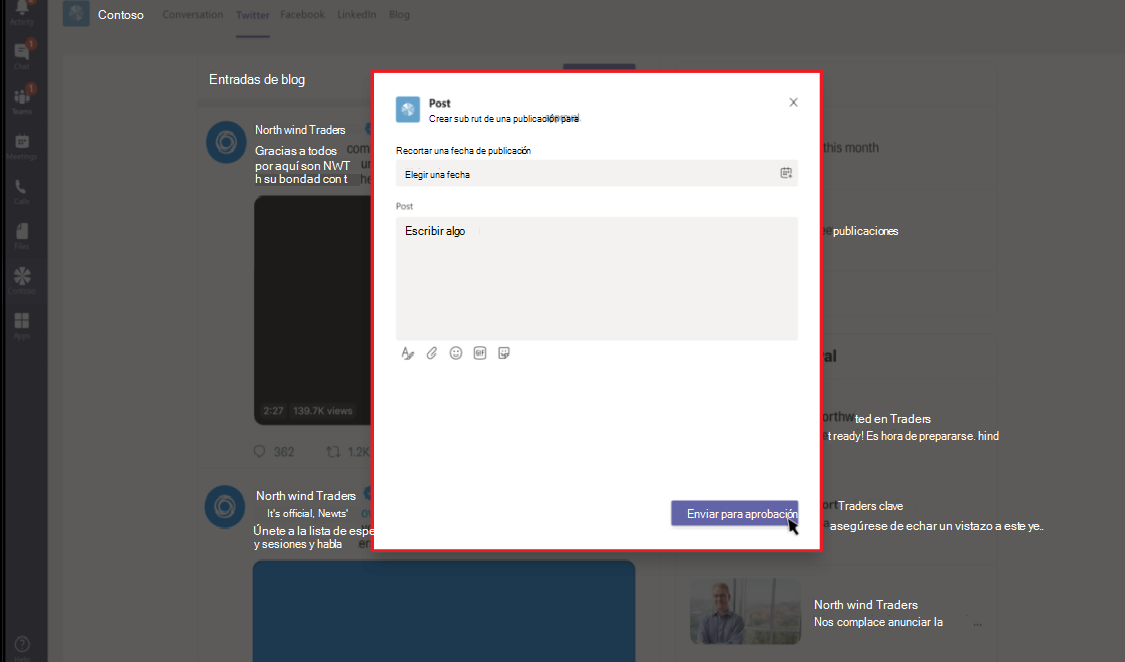 Activity
Contoso
Conversation
Twitter
Facebook
LinkedIn
Blog
1
Chat
1
Teams
Meetings
Calls
Files
Contoso
Apps
Entradas de blog
North wind Traders
Gracias a todos
por aquí son NWT
h su bondad con t
2:27
139.7K views
382
1.2K
North wind Traders
It's official, Newts'
Únete a la lista de espe
y sesiones y habla
Post
Crear sub rut de una publicación para
Recortar una fecha de publicación
Elegir una fecha
Post
Escribir algo
GIF
Enviar para aprobación
this month
publicaciones
ted en Traders
t ready! Es hora de prepararse. hind
Traders clave
asegúrese de echar un vistazo a este ye..
North wind Traders
Nos complace anunciar la
...